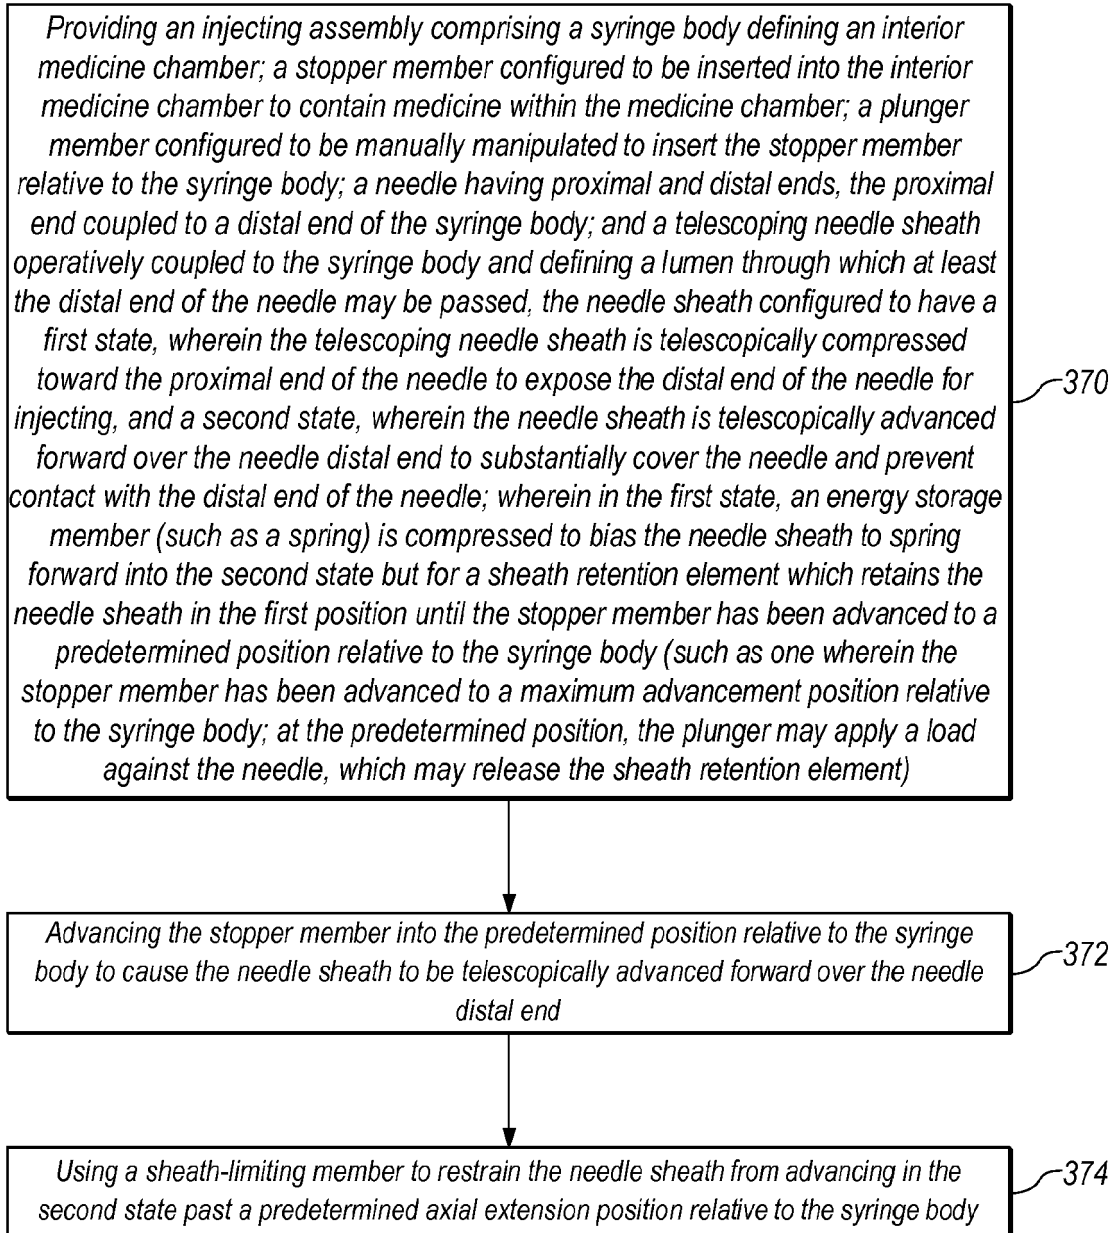 Providing an injecting assembly comprising a syringe body defining an interior
medicine chamber; a stopper member configured to be inserted into the interior
medicine chamber to contain medicine within the medicine chamber; a plunger
member configured to be manually manipulated to insert the stopper member
relative to the syringe body; a needle having proximal and distal ends, the proximal
end coupled to a distal end of the syringe body; and a telescoping needle sheath
operatively coupled to the syringe body and defining a lumen through which at least
the distal end of the needle may be passed, the needle sheath configured to have a
first state, wherein the telescoping needle sheath is telescopically compressed
toward the proximal end of the needle to expose the distal end of the needle for
injecting, and a second state, wherein the needle sheath is telescopically advanced
forward over the needle distal end to substantially cover the needle and prevent
contact with the distal end of the needle; wherein in the first state, an energy storage
member (such as a spring) is compressed to bias the needle sheath to spring
forward into the second state but for a sheath retention element which retains the
needle sheath in the first position until the stopper member has been advanced to a
predetermined position relative to the syringe body (such as one wherein the
stopper member has been advanced to a maximum advancement position relative
to the syringe body; at the predetermined position, the plunger may apply a load
against the needle, which may release the sheath retention element)
370
Advancing the stopper member into the predetermined position relative to the syringe
body to cause the needle sheath to be telescopically advanced forward over the needle
distal end
372
Using a sheath-limiting member to restrain the needle sheath from advancing in the
second state past a predetermined axial extension position relative to the syringe body
374